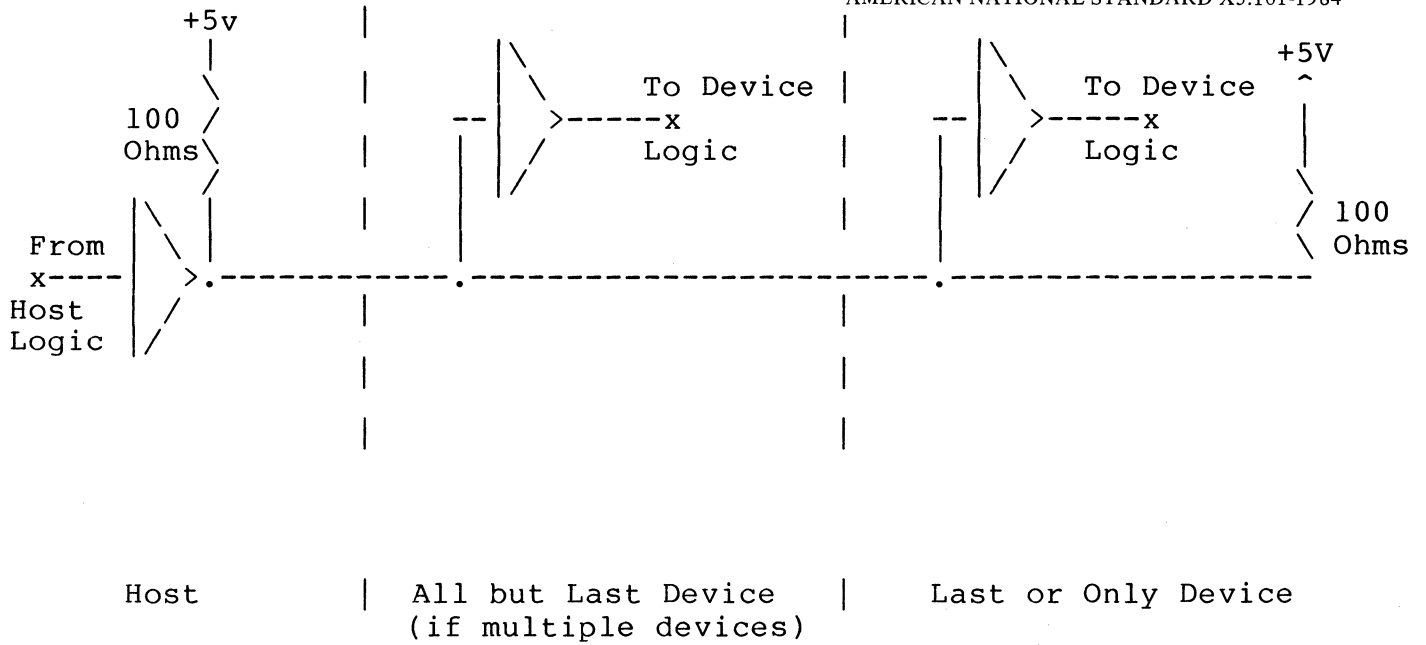 AMERICAN NATIONAL STANDARD X3.101-1984
+5v
+5V
100
Ohms
To Device
x
Logic
To Device
x
Logic
100
Ohms
From
x
Host
Logic
Host
All but Last Device
(if multiple devices)
Last or Only Device